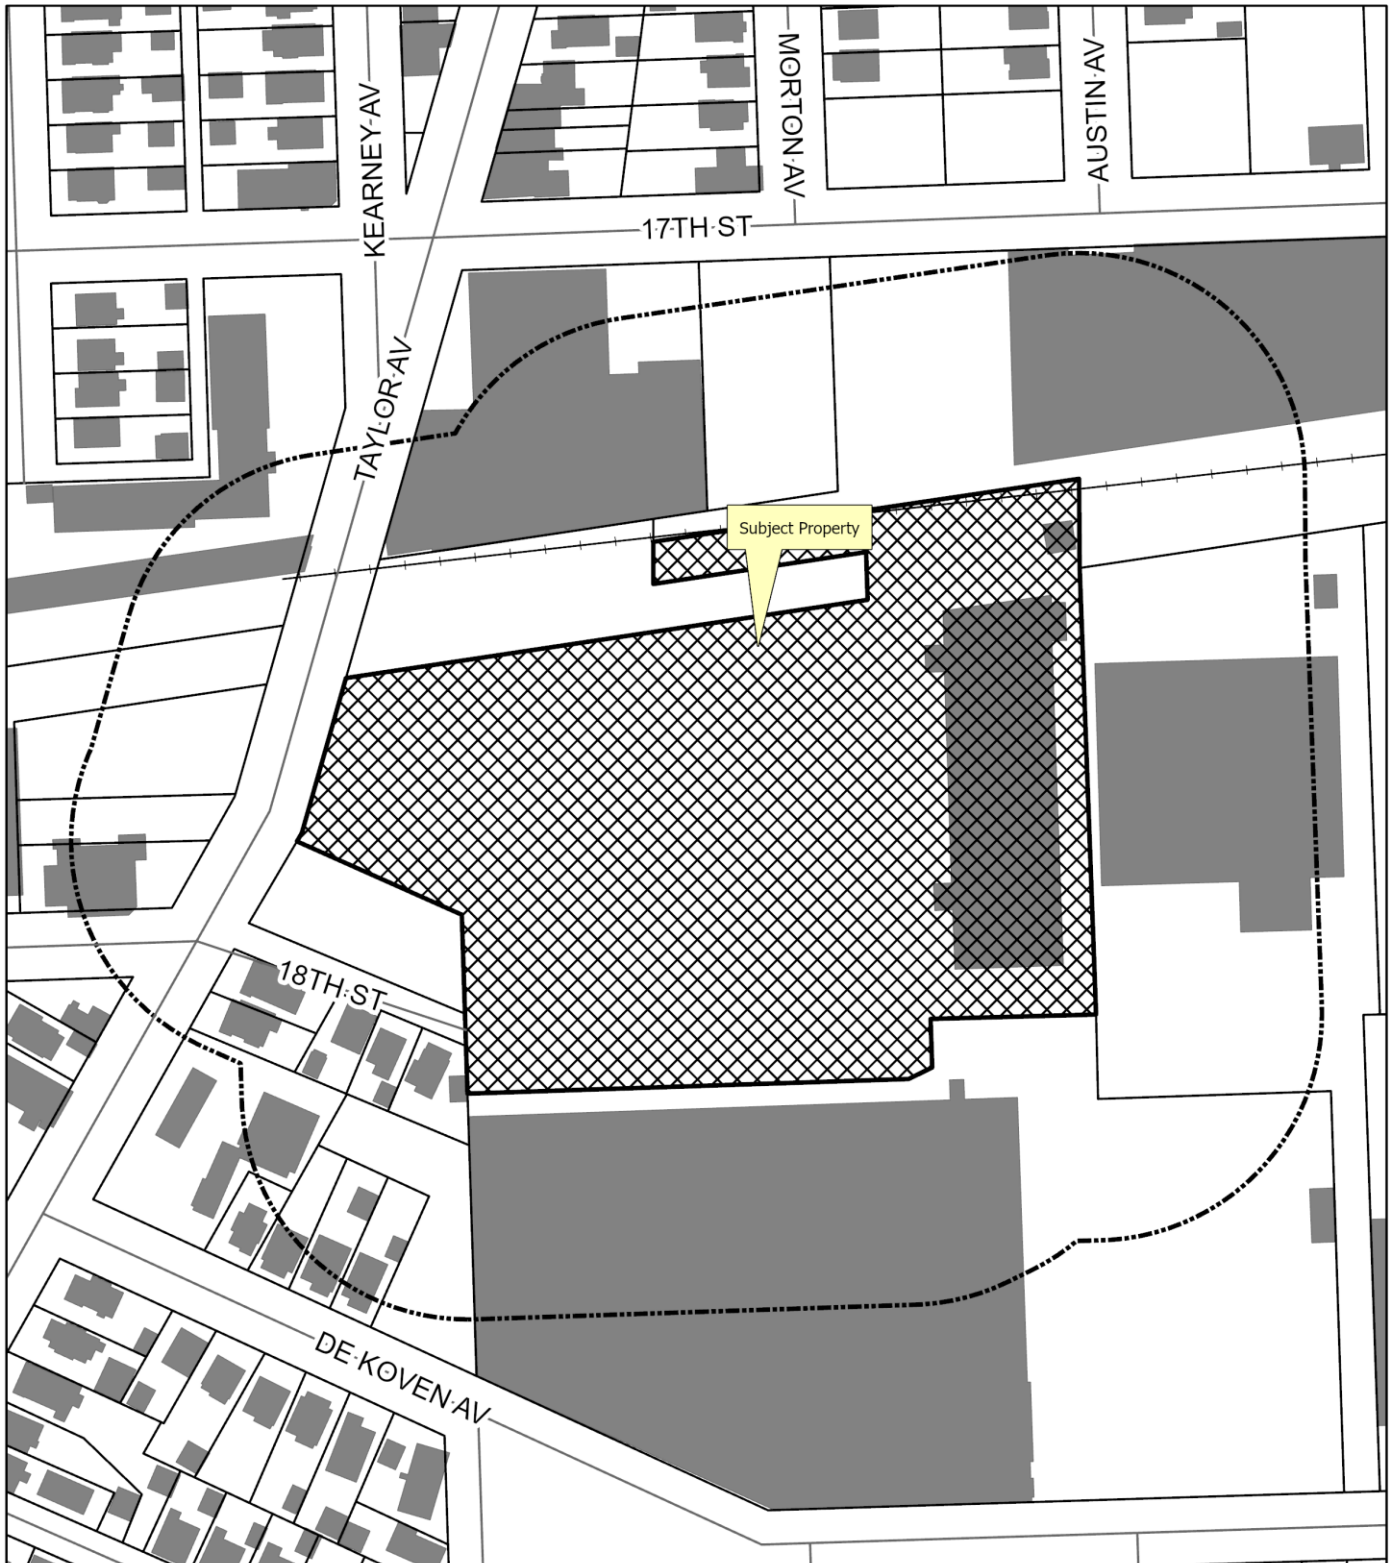 KEARNEY AV
MORTON AV
AUSTIN AV
17TH ST
TAYLOR AV
Subject Property
18TH ST
DE KOVEN AV